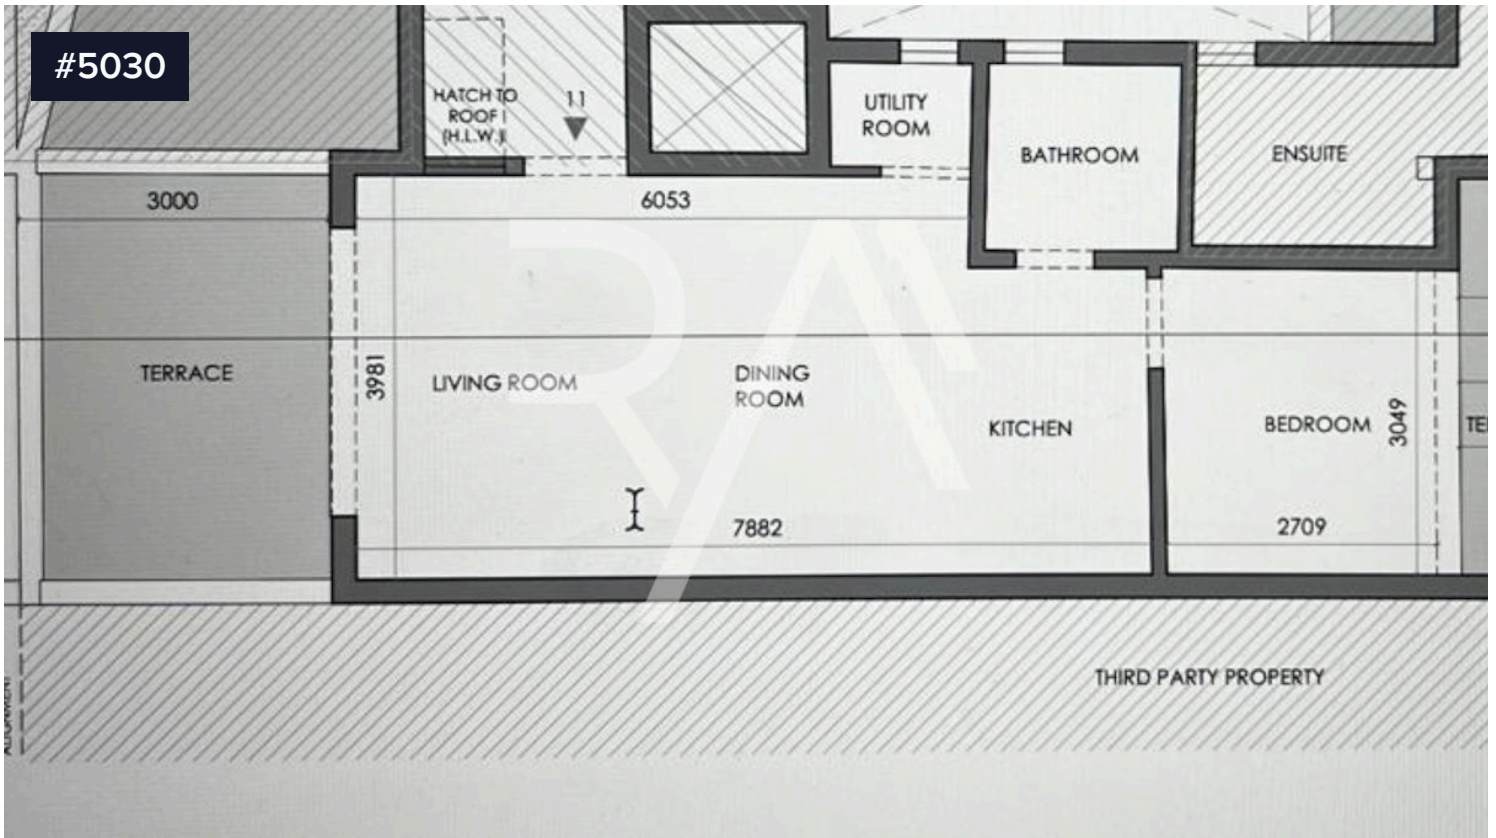 #5030
HATCH TO
ROOF
(H.L.W.)
11
UTILITY
ROOM
BATHROOM
ENSUITE
3000
6053
TERRACE
3981
LIVING ROOM
DINING
ROOM
KITCHEN
BEDROOM
3049
7882
2709
THIRD PARTY PROPERTY
RA